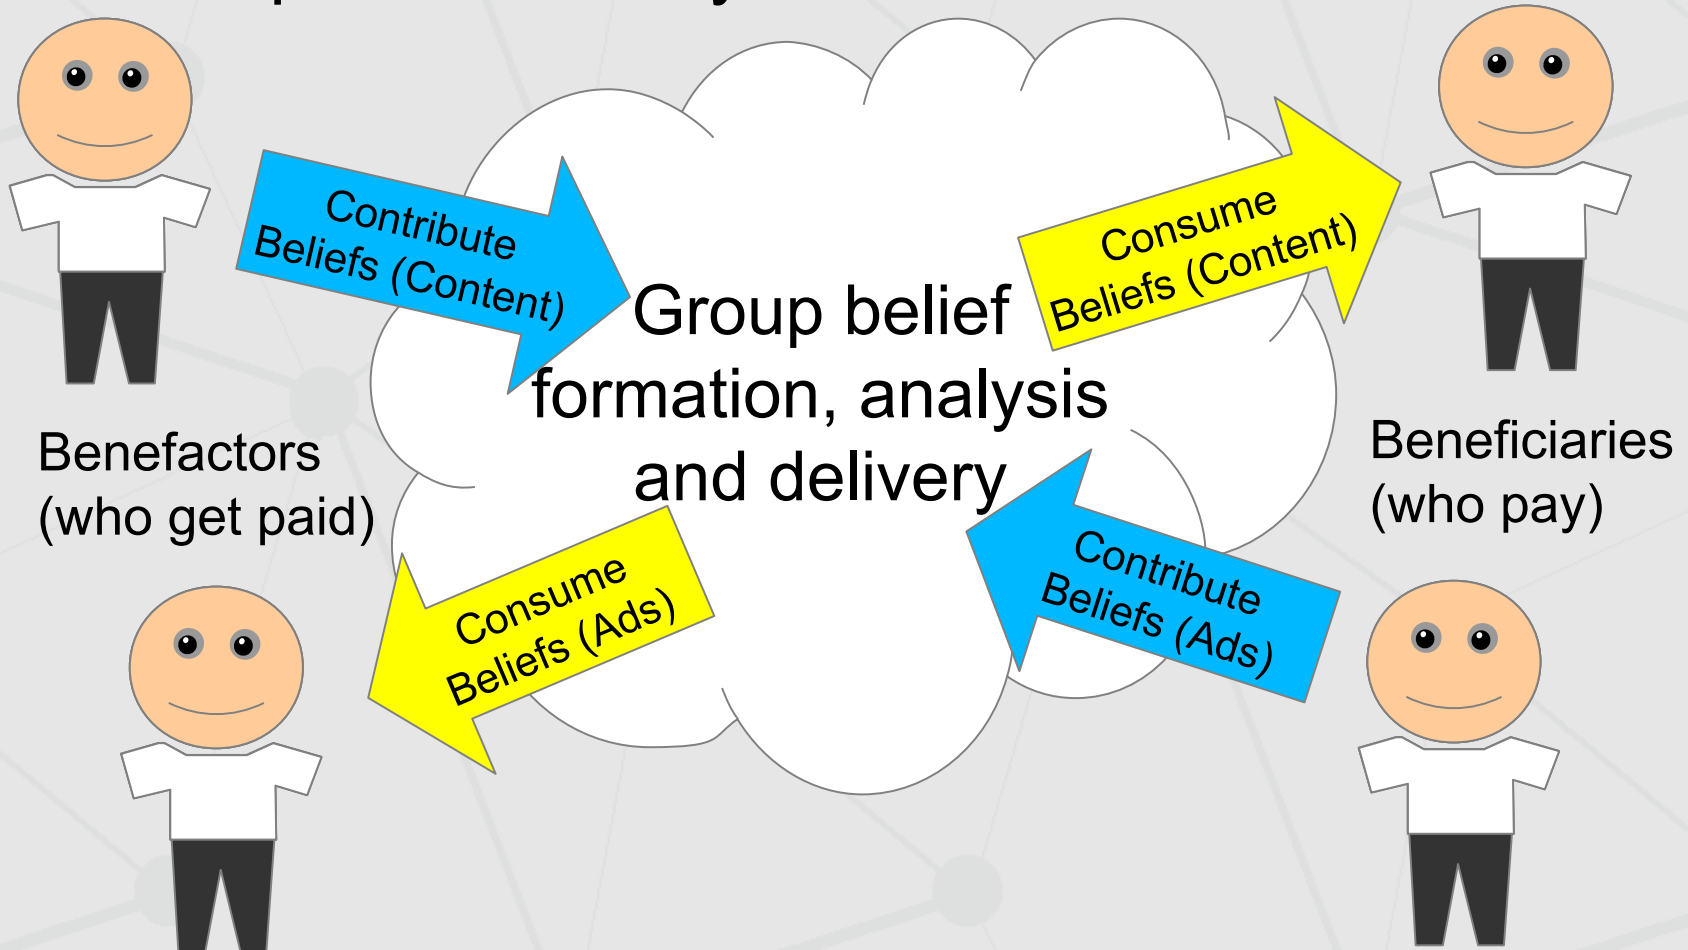 Contribute
Beliefs (Content)
Consume
Beliefs (Content)
Group belief
formation, analysis
and delivery
Benefactors
(who get paid)
Beneficiaries
(who pay)
Consume
Beliefs (Ads)
Contribute
Beliefs (Ads)